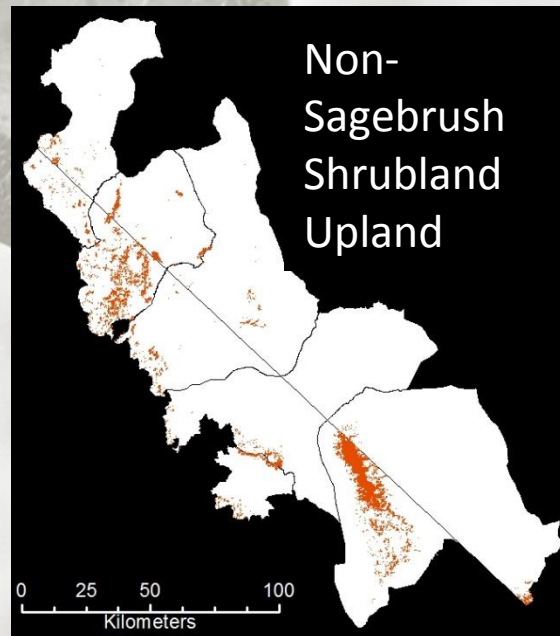 Non-
Sagebrush
Shrubland
Upland
0 25 50 100
Kilometers